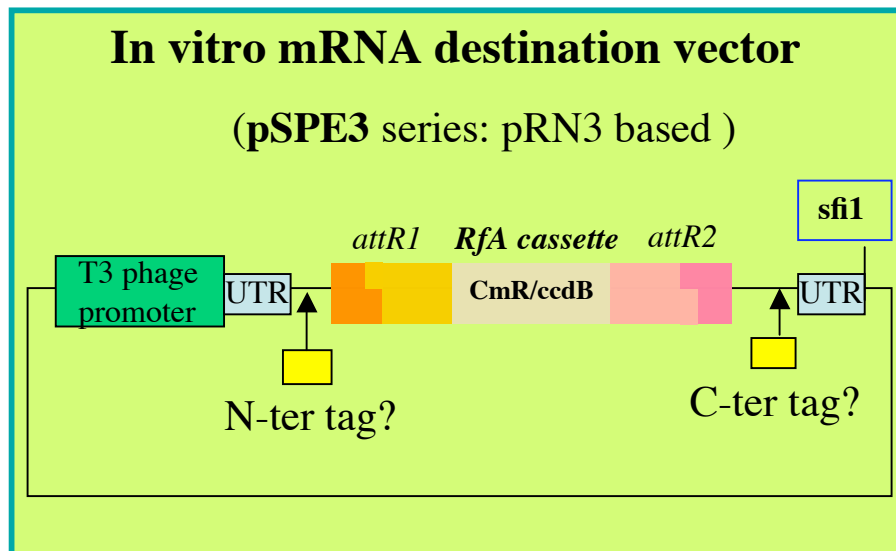 In vitro mRNA destination vector
(pSPE3 series: pRN3 based )
sfi1
attR1 RfA cassette attR2
T3 phage
promoter
UTR
CmR/ccdB
UTR
N-ter tag?
C-ter tag?